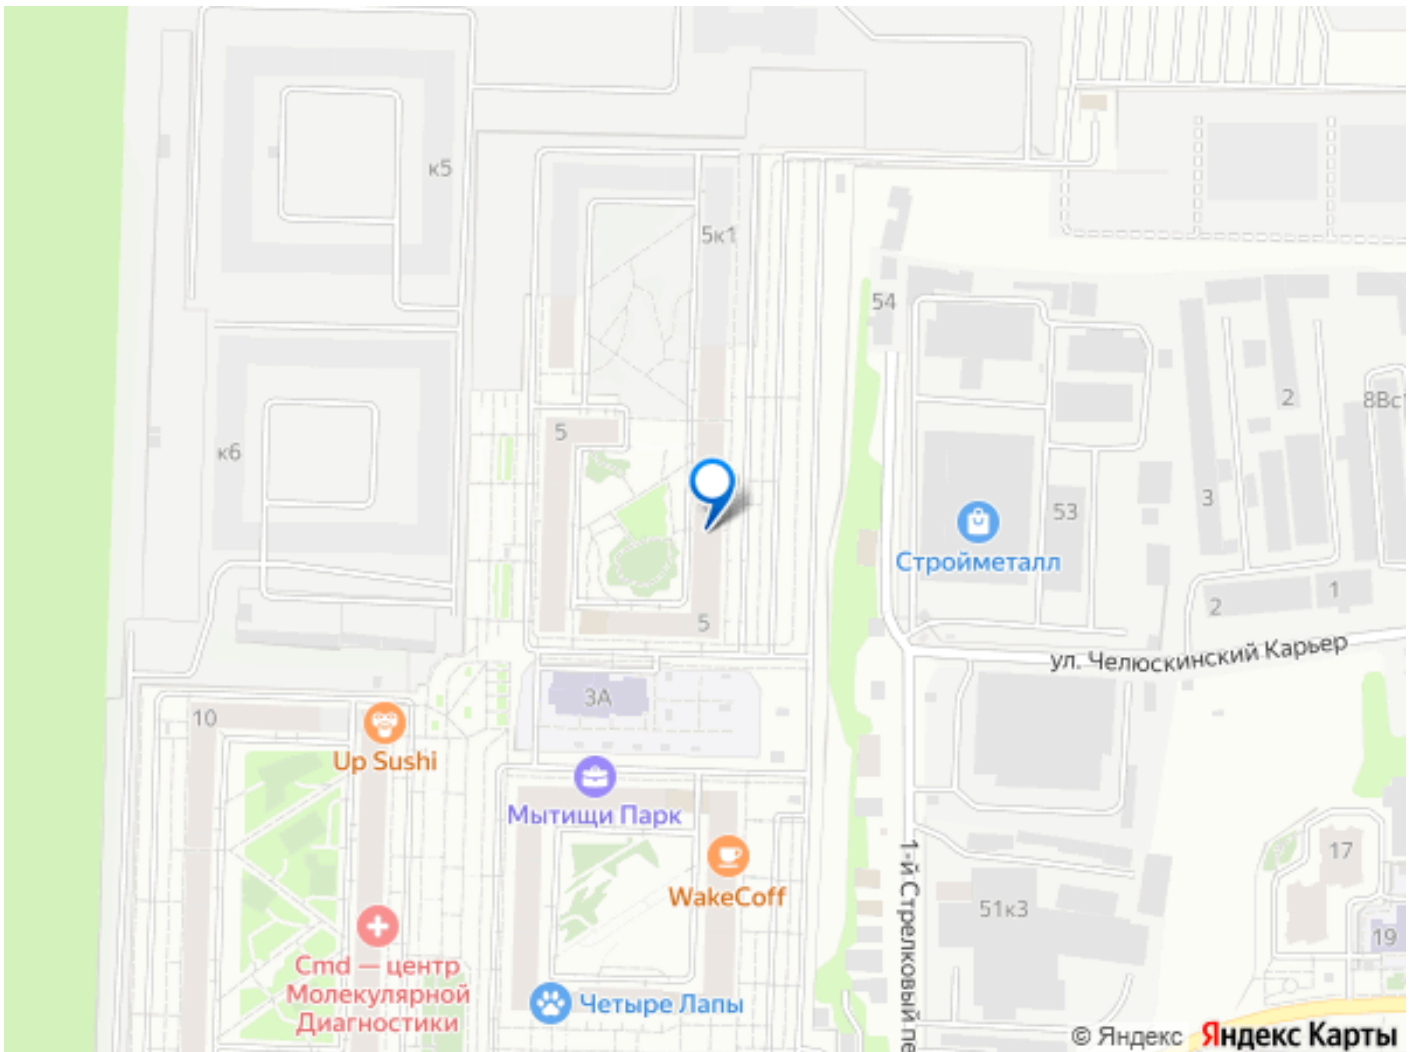 к5
5к1
54
2
8Вс1
5
к6
3
53
Стройметалл
1
2
5
ул. Челюскинский Карьер
3А
10
Up Sushi
Мытищи Парк
WakeCoff
17
1-й Стрелковый пе
51к3
19
Cmd — центр
Молекулярной
Диагностики
Четыре Лапы
© Яндекс Яндекс Карты